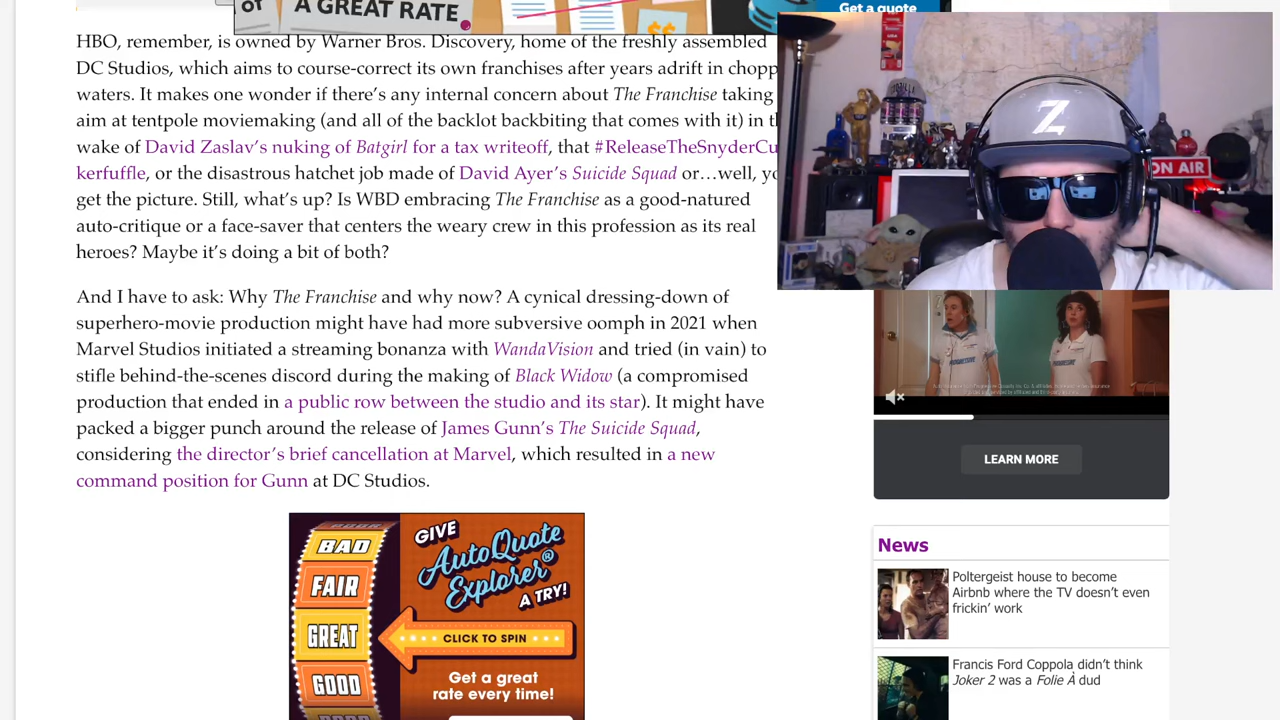 OT
A GREAT RATE
Get a quote
HBO, remember, is owned by Warner Bros. Discovery, home of the freshly assembled
DC Studios, which aims to course-correct its own franchises after years adrift in chopp
waters. It makes one wonder if there's any internal concern about The Franchise taking
aim at tentpole moviemaking (and all of the backlot backbiting that comes with it) in th
wake of David Zaslav's nuking of Batgirl for a tax writeoff, that #ReleaseTheSnyderCu
kerfuffle, or the disastrous hatchet job made of David Ayer's Suicide Squad or…well, yo
get the picture. Still, what's up? Is WBD embracing The Franchise as a good-natured
auto-critique or a face-saver that centers the weary crew in this profession as its real
heroes? Maybe it's doing a bit of both?
And I have to ask: Why The Franchise and why now? A cynical dressing-down of
superhero-movie production might have had more subversive oomph in 2021 when
Marvel Studios initiated a streaming bonanza with WandaVision and tried (in vain) to
stifle behind-the-scenes discord during the making of Black Widow (a compromised
production that ended in a public row between the studio and its star). It might have
packed a bigger punch around the release of James Gunn's The Suicide Squad,
considering the director's brief cancellation at Marvel, which resulted in a new
command position for Gunn at DC Studios.
Z
ON AIR
LEARN MORE
BAD
FAIR
GREAT
GOOD
GIVE
AutoQuote
Explorer®
A TRY!
CLICK TO SPIN
Get a great
rate every time!
News
Poltergeist house to become
Airbnb where the TV doesn't even
frickin' work
Francis Ford Coppola didn't think
Joker 2 was a Folie À dud